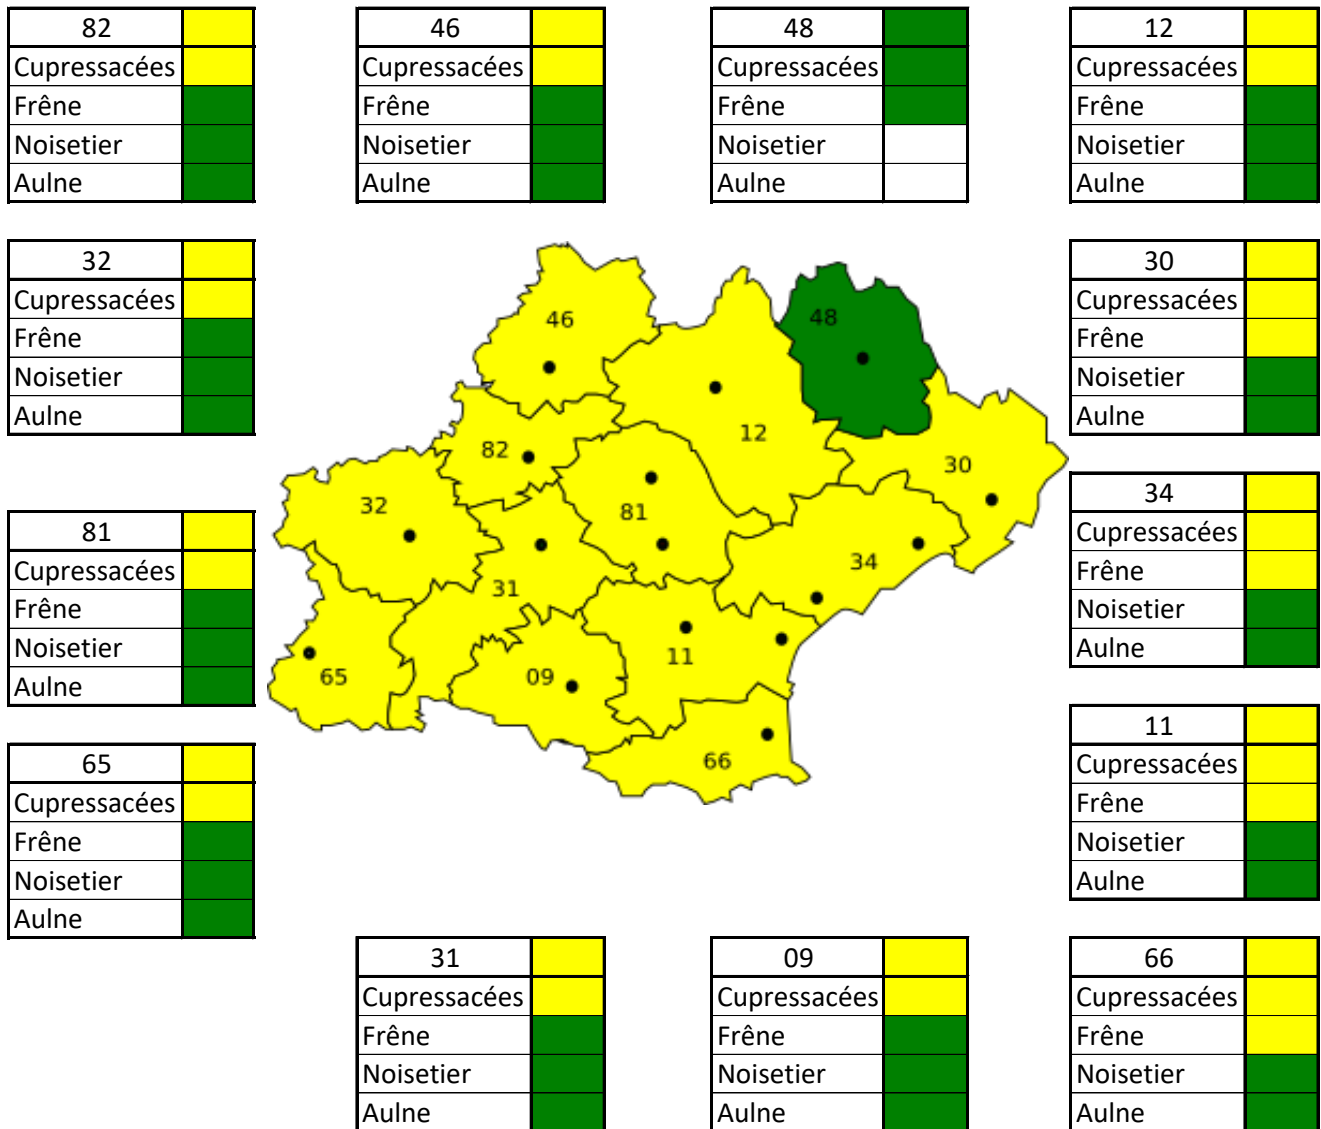 82
Cupressacées
Frêne
Noisetier
Aulne
46
Cupressacées
Frêne
Noisetier
Aulne
48
Cupressacées
Frêne
Noisetier
Aulne
12
Cupressacées
Frêne
Noisetier
Aulne
32
Cupressacées
Frêne
Noisetier
Aulne
30
Cupressacées
Frêne
Noisetier
Aulne
46
48
12
82
30
32
81
34
31
11
09
65
66
81
Cupressacées
Frêne
Noisetier
Aulne
34
Cupressacées
Frêne
Noisetier
Aulne
65
Cupressacées
Frêne
Noisetier
Aulne
11
Cupressacées
Frêne
Noisetier
Aulne
31
Cupressacées
Frêne
Noisetier
Aulne
09
Cupressacées
Frêne
Noisetier
Aulne
66
Cupressacées
Frêne
Noisetier
Aulne